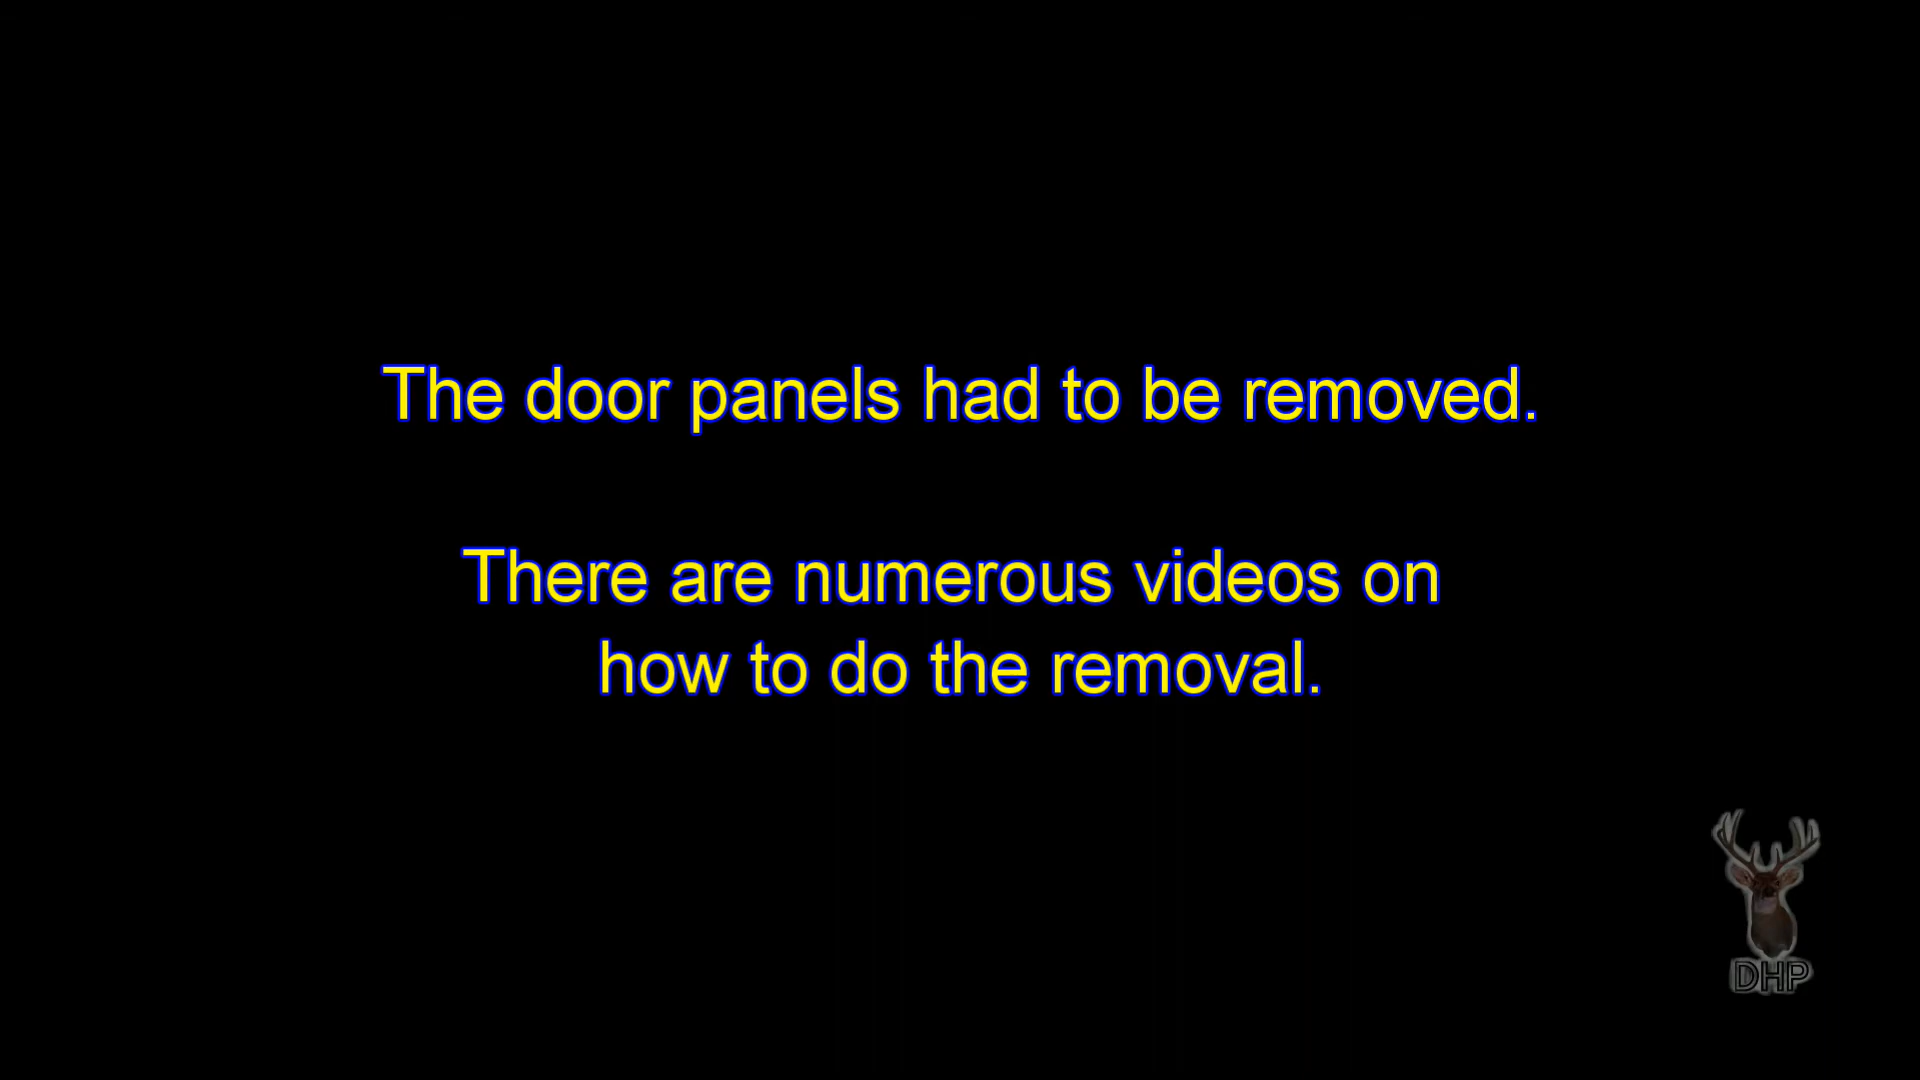 The door panels had to be removed.
There are numerous videos on
how to do the removal.
DHP